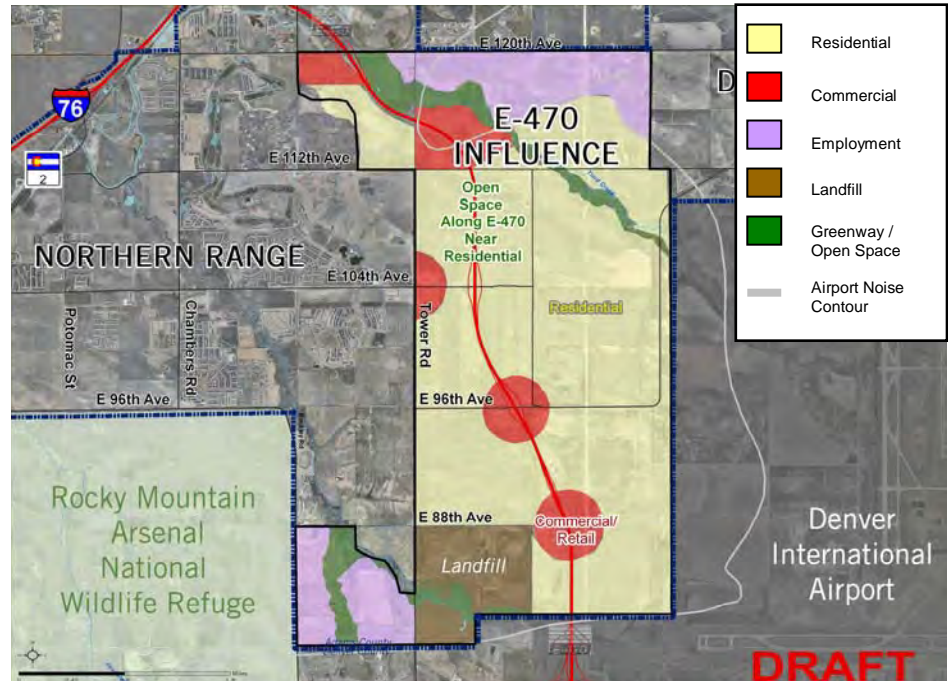 E 120th Ave
76
2
E-470
INFLUENCE
E 112th Ave
Open
Space
Along E-470
Near
Residential
NORTHERN RANGE
E 104th Ave
Residential
Potomac St
Chambers Rd
Tower Rd
E 96th Ave
E 96th Ave
E 88th Ave
Commercial/
Retail
Landfill
Rocky Mountain
Arsenal
National
Wildlife Refuge
Denver
International
Airport
DRAFT
D
Residential
Commercial
Employment
Landfill
Greenway /
Open Space
Airport Noise
Contour